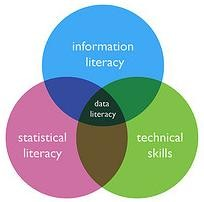 information
literacy
data
literacy
statistical
literacy
technical
skills